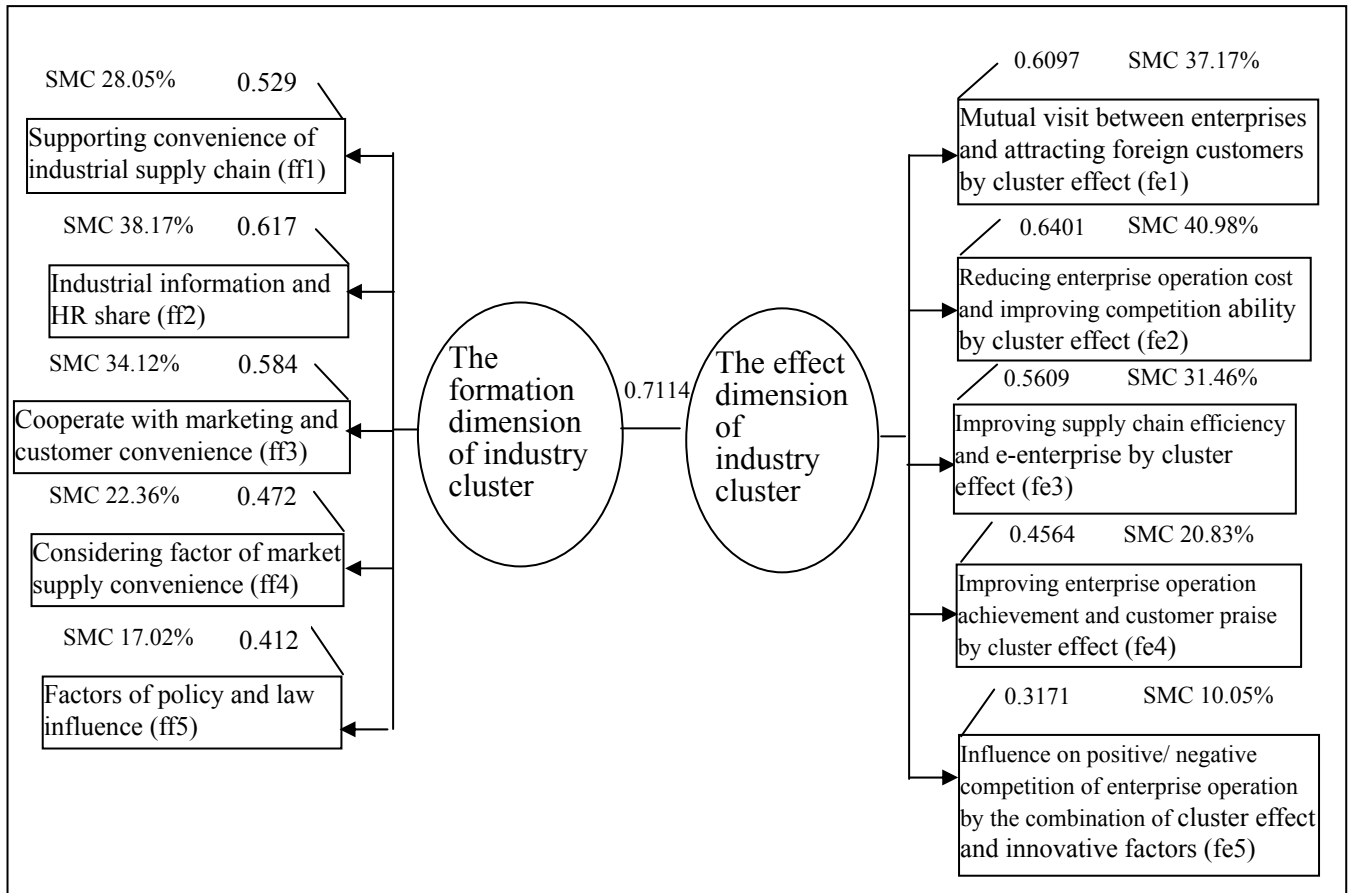 SMC 28.05% 0.529
Supporting convenience of
industrial supply chain (ff1)
SMC 38.17% 0.617
Industrial information and
HR share (ff2)
SMC 34.12% 0.584
Cooperate with marketing and
customer convenience (ff3)
SMC 22.36% 0.472
Considering factor of market
supply convenience (ff4)
SMC 17.02% 0.412
Factors of policy and law
influence (ff5)
The
formation
dimension
of industry
cluster
0.7114
The effect
dimension
of
industry
cluster
0.6097 SMC 37.17%
Mutual visit between enterprises
and attracting foreign customers
by cluster effect (fe1)
0.6401 SMC 40.98%
Reducing enterprise operation cost
and improving competition ability
by cluster effect (fe2)
0.5609 SMC 31.46%
Improving supply chain efficiency
and e-enterprise by cluster
effect (fe3)
0.4564 SMC 20.83%
Improving enterprise operation
achievement and customer praise
by cluster effect (fe4)
0.3171 SMC 10.05%
Influence on positive/ negative
competition of enterprise operation
by the combination of cluster effect
and innovative factors (fe5)